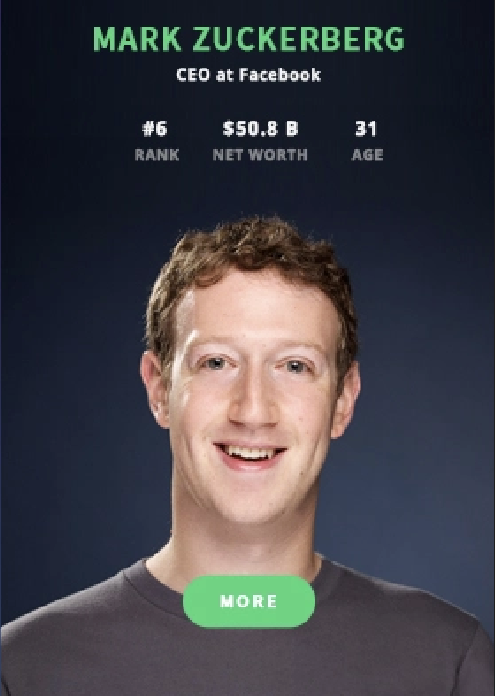 MARK ZUCKERBERG
CEO at Facebook
#6 $50.8 B 31
RANK NET WORTH AGE
MORE